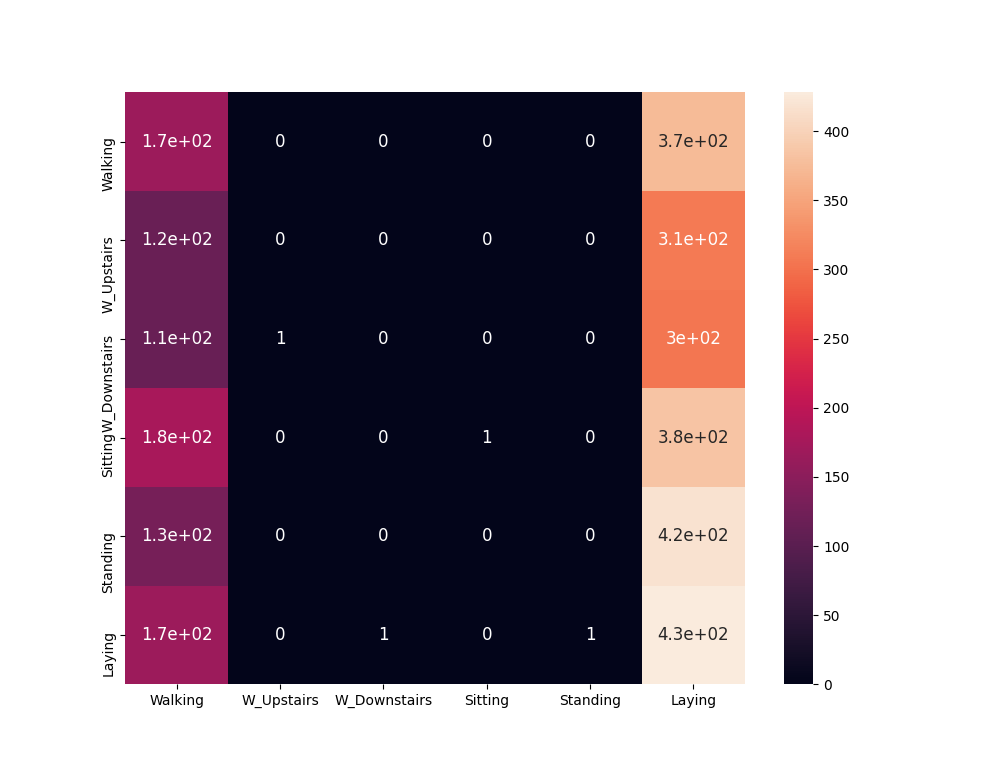 Walking 1.7e+02 0 0 0 0 3.7e+02
W_Upstairs 1.2e+02 0 0 0 0 3.1e+02
W_Downstairs 1.1e+02 1 0 0 0 3e+02
Sitting 1.8e+02 0 0 1 0 3.8e+02
Standing 1.3e+02 0 0 0 0 4.2e+02
Laying 1.7e+02 0 1 0 1 4.3e+02
Walking W_Upstairs W_Downstairs Sitting Standing Laying
400
350
300
250
200
150
100
50
0